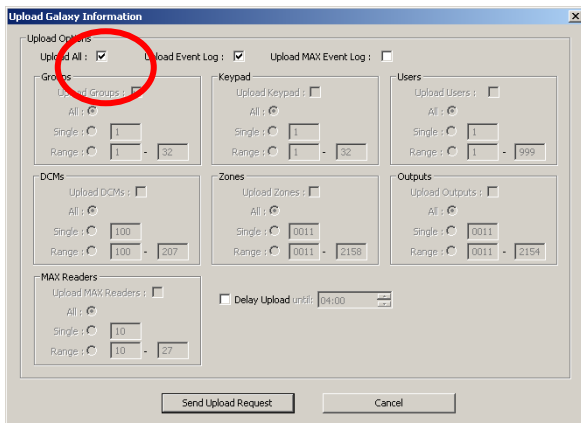 Upload Galaxy Information
Upload Options
Upload All : Upload Event Log : Upload MAX Event Log :
Groups
Upload Groups :
All :
Single : 1
Range : 1 - 32
Keypad
Upload Keypad :
All :
Single : 1
Range : 1 - 32
Users
Upload Users :
All :
Single : 1
Range : 1 - 999
DCMs
Upload DCMs :
All :
Single : 100
Range : 100 - 207
Zones
Upload Zones :
All :
Single : 0011
Range : 0011 - 2158
Outputs
Upload Outputs :
All :
Single : 0011
Range : 0011 - 2154
MAX Readers
Upload MAX Readers :
All :
Single : 10
Range : 10 - 27
Delay Upload until: 04:00
Send Upload Request Cancel